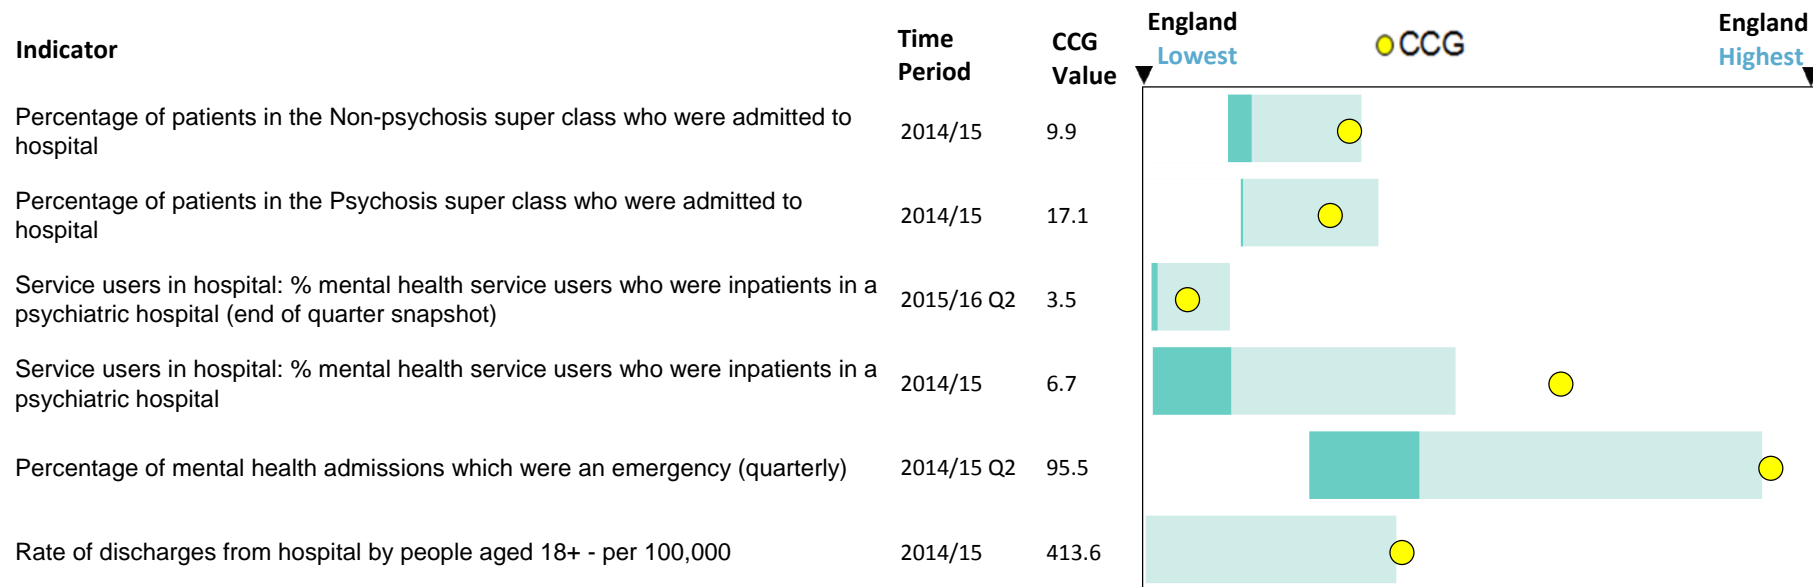 Indicator
Time
Period
CCG
Value
England
Lowest
CCG
England
Highest
Percentage of patients in the Non-psychosis super class who were admitted to
hospital
2014/15
9.9
Percentage of patients in the Psychosis super class who were admitted to
hospital
2014/15
17.1
Service users in hospital: % mental health service users who were inpatients in a
psychiatric hospital (end of quarter snapshot)
2015/16 Q2
3.5
Service users in hospital: % mental health service users who were inpatients in a
psychiatric hospital
2014/15
6.7
Percentage of mental health admissions which were an emergency (quarterly)
2014/15 Q2
95.5
Rate of discharges from hospital by people aged 18+ - per 100,000
2014/15
413.6